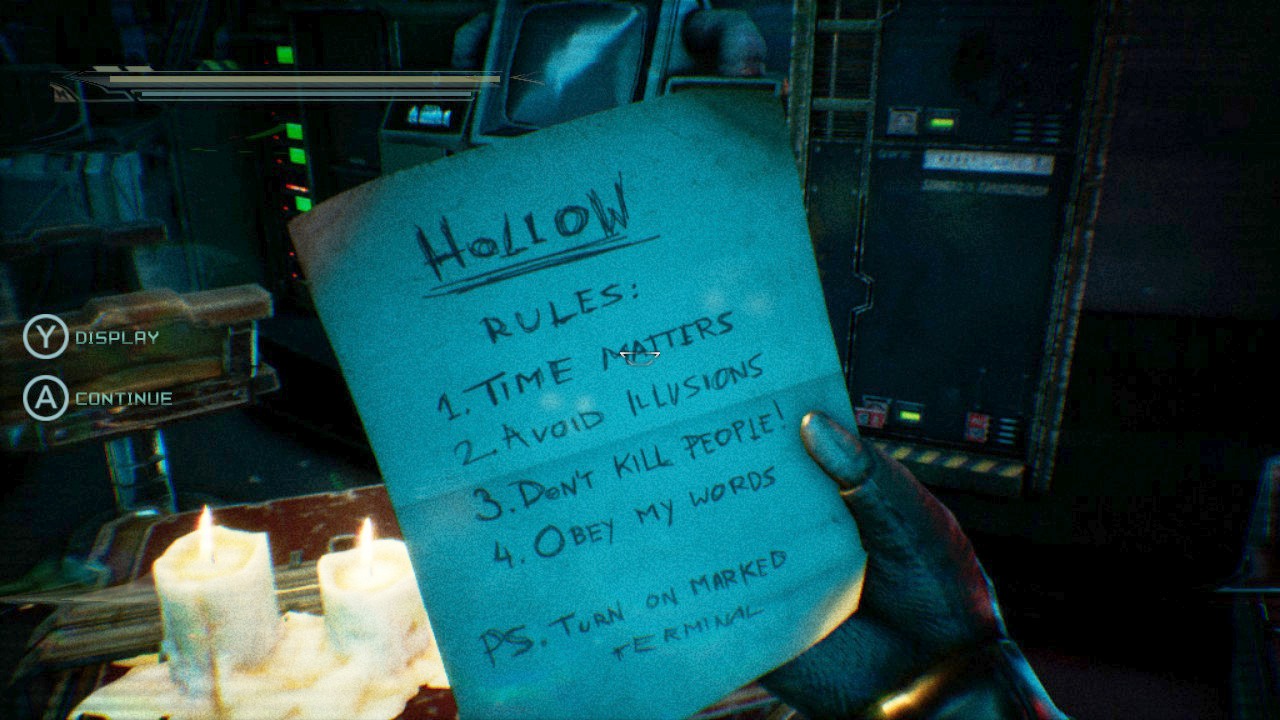 HOLLOW
RULES:
1. TIME MATTERS
2. AVOID ILLUSIONS
3. DON'T KILL PEOPLE!
4. OBEY MY WORDS
PS. TURN ON MARKED
TERMINAL
Y DISPLAY
A CONTINUE